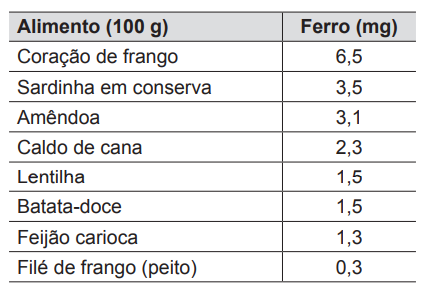 Alimento (100 g) Ferro (mg)
Coração de frango 6,5
Sardinha em conserva 3,5
Amêndoa 3,1
Caldo de cana 2,3
Lentilha 1,5
Batata-doce 1,5
Feijão carioca 1,3
Filé de frango (peito) 0,3